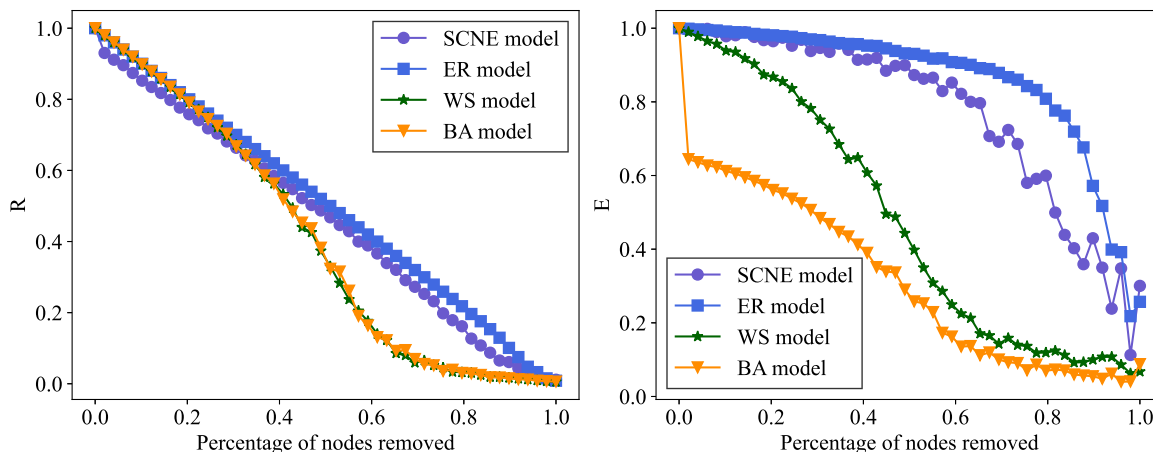 1.0
0.8
0.6
0.4
0.2
0.0
R
0.0 0.2 0.4 0.6 0.8 1.0
Percentage of nodes removed
SCNE model
ER model
WS model
BA model
1.0
0.8
0.6
0.4
0.2
0.0
E
0.0 0.2 0.4 0.6 0.8 1.0
Percentage of nodes removed
SCNE model
ER model
WS model
BA model